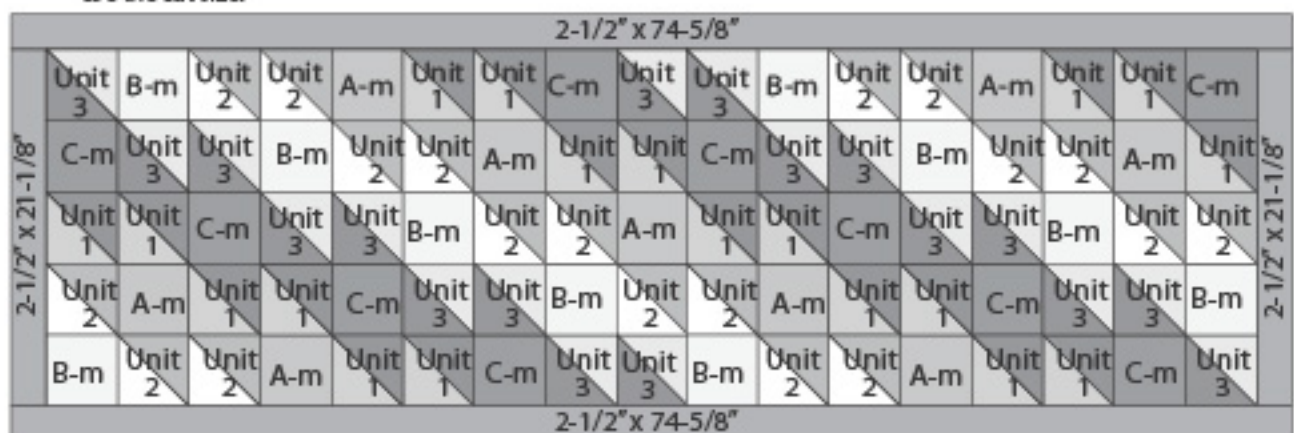 2-1/2" x 74-5/8"
Unit 3 B-m Unit 2 Unit 2 A-m Unit 1 Unit 1 C-m Unit 3 Unit 3 B-m Unit 2 Unit 2 A-m Unit 1 Unit 1 C-m
C-m Unit 3 Unit 3 B-m Unit 2 Unit 2 A-m Unit 1 Unit 1 C-m Unit 3 Unit 3 B-m Unit 2 Unit 2 A-m Unit 1
2-1/2" x 21-1/8"
Unit 1 Unit 1 C-m Unit 3 Unit 3 B-m Unit 2 Unit 2 A-m Unit 1 Unit 1 C-m Unit 3 Unit 3 B-m Unit 2 Unit 2
2-1/2" x 21-1/8"
Unit 2 A-m Unit 1 Unit 1 C-m Unit 3 Unit 3 B-m Unit 2 Unit 2 A-m Unit 1 Unit 1 C-m Unit 3 Unit 3 B-m
B-m Unit 2 Unit 2 A-m Unit 1 Unit 1 C-m Unit 3 Unit 3 B-m Unit 2 Unit 2 A-m Unit 1 Unit 1 C-m Unit 3
2-1/2" x 74-5/8"